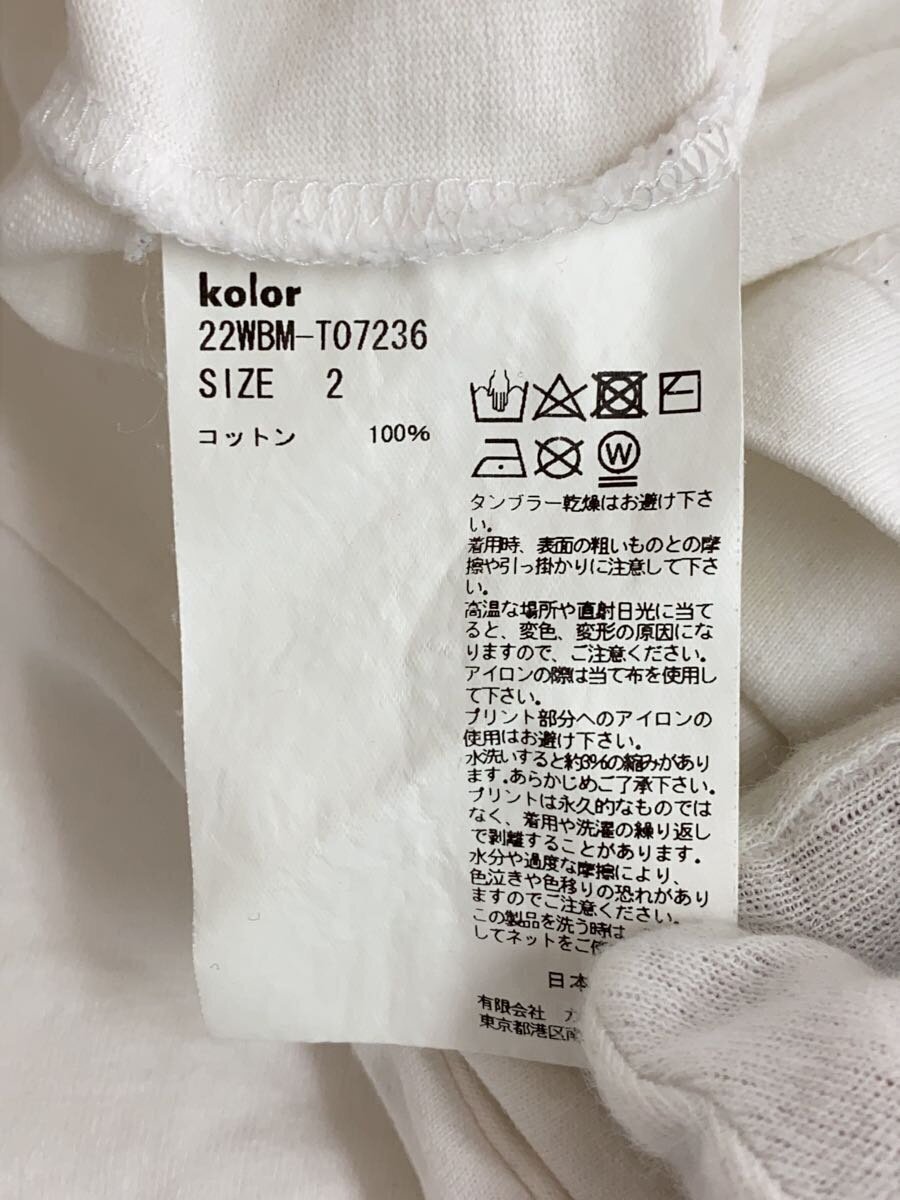 kolor
22WBM-T07236
SIZE 2
コットン 100%
W
タンブラー乾燥はお避け下さ
い。
着用時、表面の粗いものとの摩
擦や引っ掛かりに注意して下さ
い。
高温な場所や直射日光に当て
ると、変色、変形の原因にな
りますので、ご注意ください。
アイロンの際は当て布を使用し
て下さい。
プリント部分へのアイロンの
使用はお避け下さい。
水洗いすると約3%の縮みがあり
ます。あらかじめご了承下さい。
プリントは永久的なものでは
なく、着用や洗濯の繰り返し
で剥離することがあります。
水分や過度な摩擦により、
色泣きや色移りの恐れがあり
ますのでご注意ください。
この製品を洗う時は
してネットをご使
日本
有限会社
東京都港区南